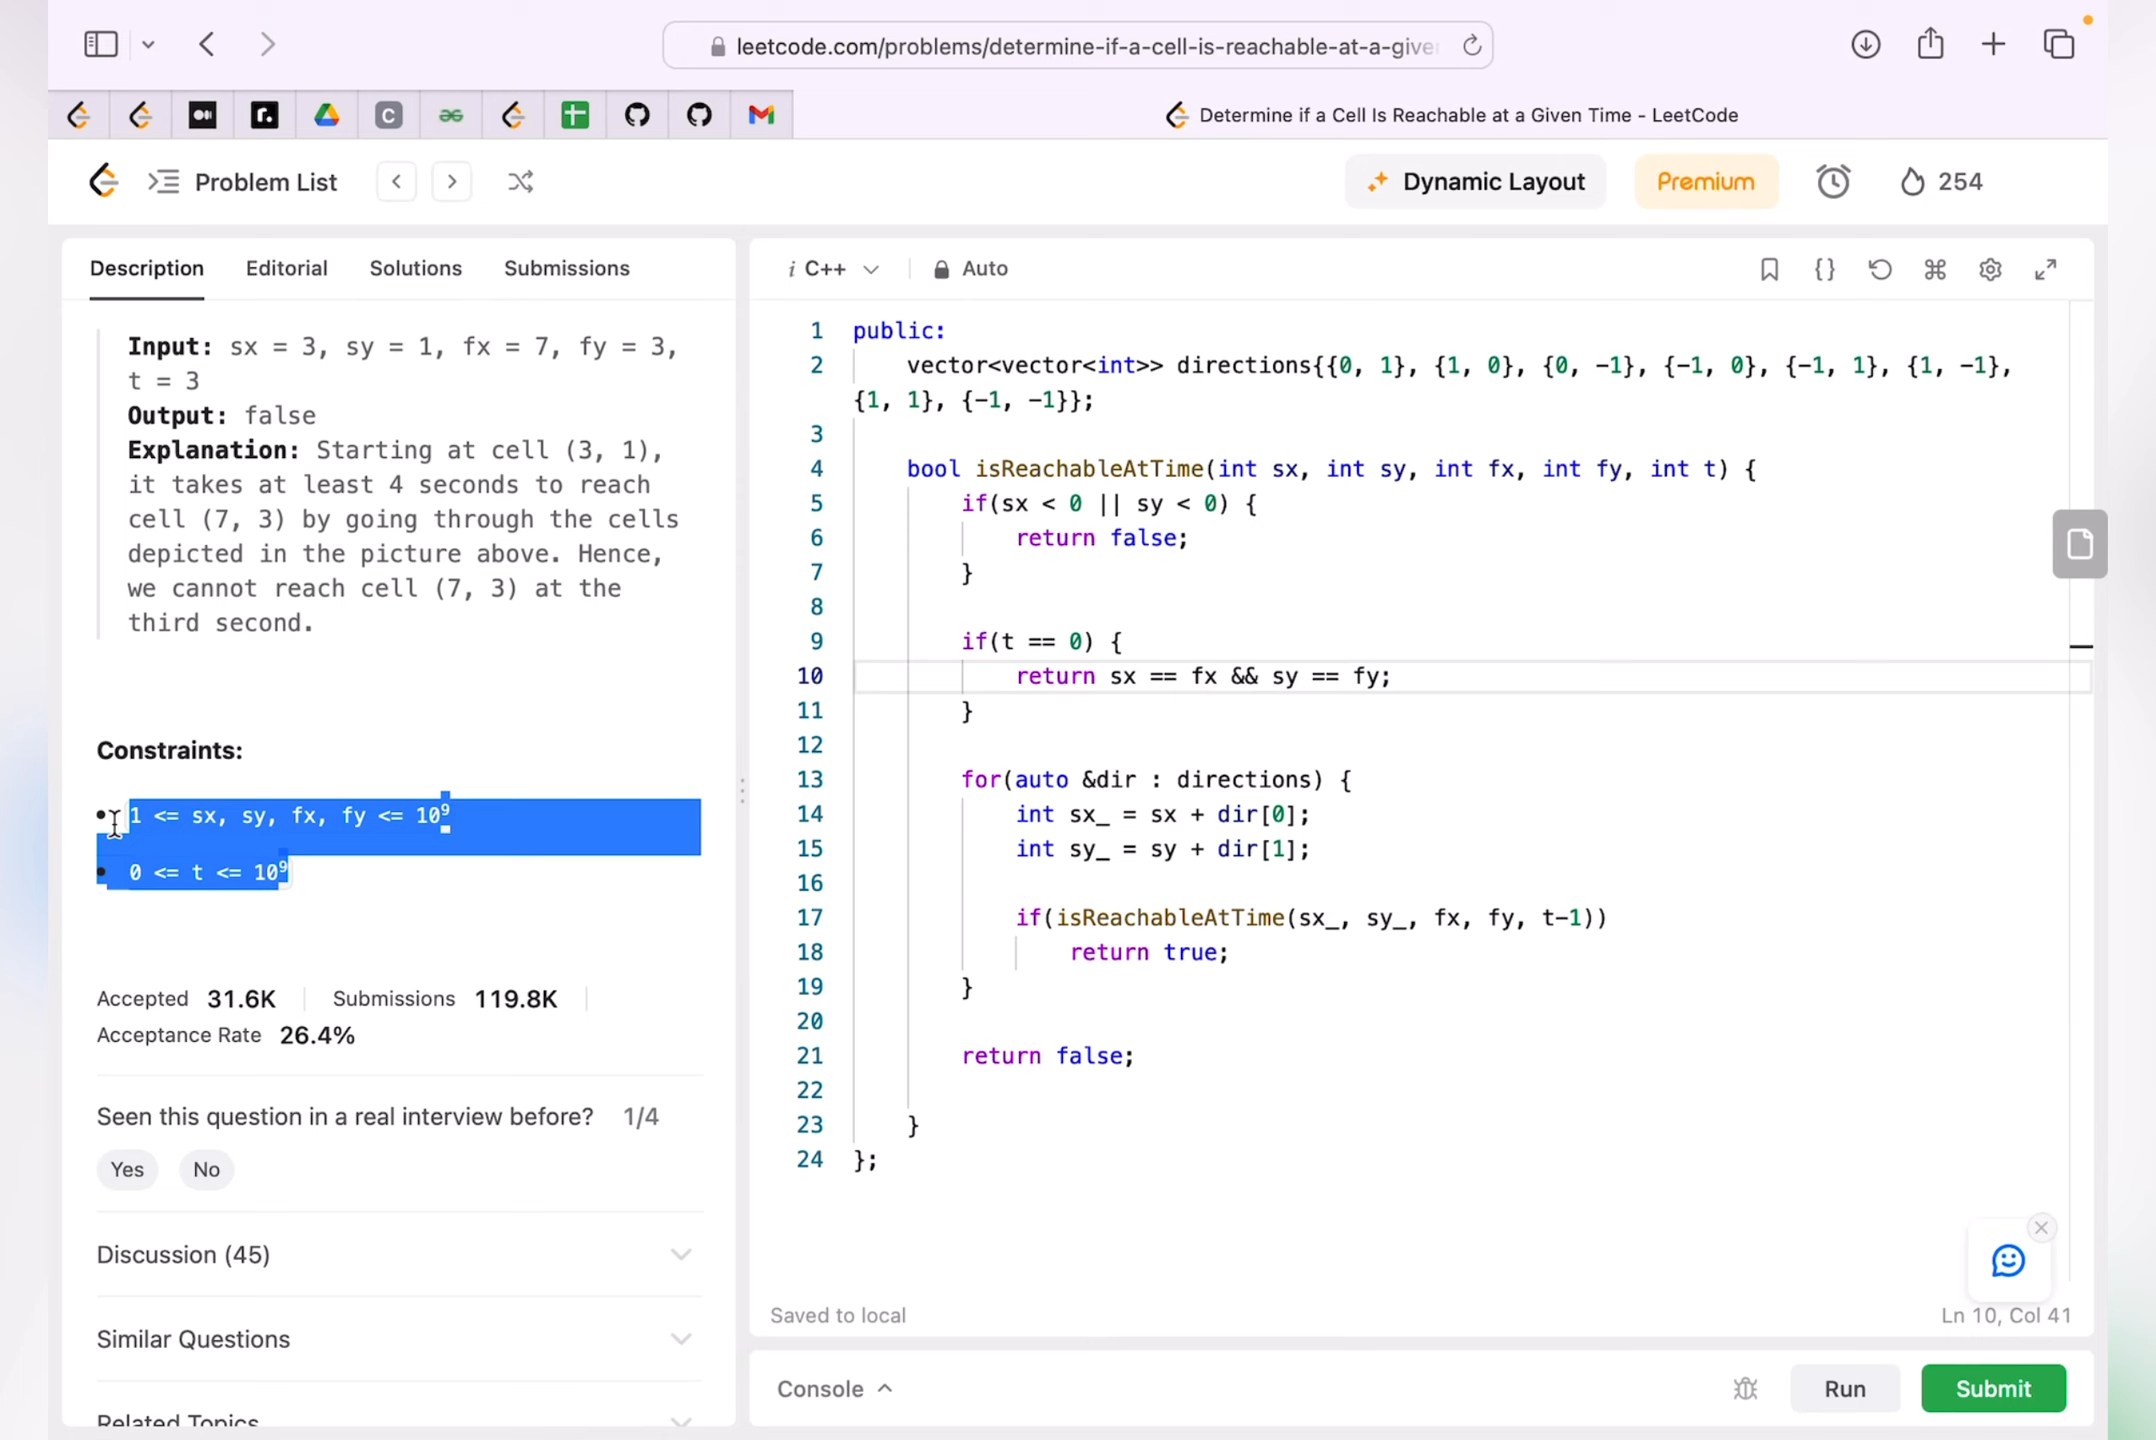 leetcode.com/problems/determine-if-a-cell-is-reachable-at-a-give
C
Determine if a Cell Is Reachable at a Given Time - LeetCode
Problem List
Dynamic Layout
Premium
254
Description
Editorial
Solutions
Submissions
Input: sx = 3, sy = 1, fx = 7, fy = 3,
t = 3
Output: false
Explanation: Starting at cell (3, 1),
it takes at least 4 seconds to reach
cell (7, 3) by going through the cells
depicted in the picture above. Hence,
we cannot reach cell (7, 3) at the
third second.
Constraints:
• 1 <= sx, sy, fx, fy <= 10⁹
• 0 <= t <= 10⁹
Accepted 31.6K
Submissions 119.8K
Acceptance Rate 26.4%
Seen this question in a real interview before? 1/4
Yes
No
Discussion (45)
Similar Questions
Related Topics
i C++
Auto
1 public:
2 vector<vector<int>> directions{{0, 1}, {1, 0}, {0, -1}, {-1, 0}, {-1, 1}, {1, -1},
{1, 1}, {-1, -1}};
3
4 bool isReachableAtTime(int sx, int sy, int fx, int fy, int t) {
5 if(sx < 0 || sy < 0) {
6 return false;
7 }
8
9 if(t == 0) {
10 return sx == fx && sy == fy;
11 }
12
13 for(auto &dir : directions) {
14 int sx_ = sx + dir[0];
15 int sy_ = sy + dir[1];
16
17 if(isReachableAtTime(sx_, sy_, fx, fy, t-1))
18 return true;
19 }
20
21 return false;
22
23 }
24 };
Saved to local
Ln 10, Col 41
Console
Run
Submit